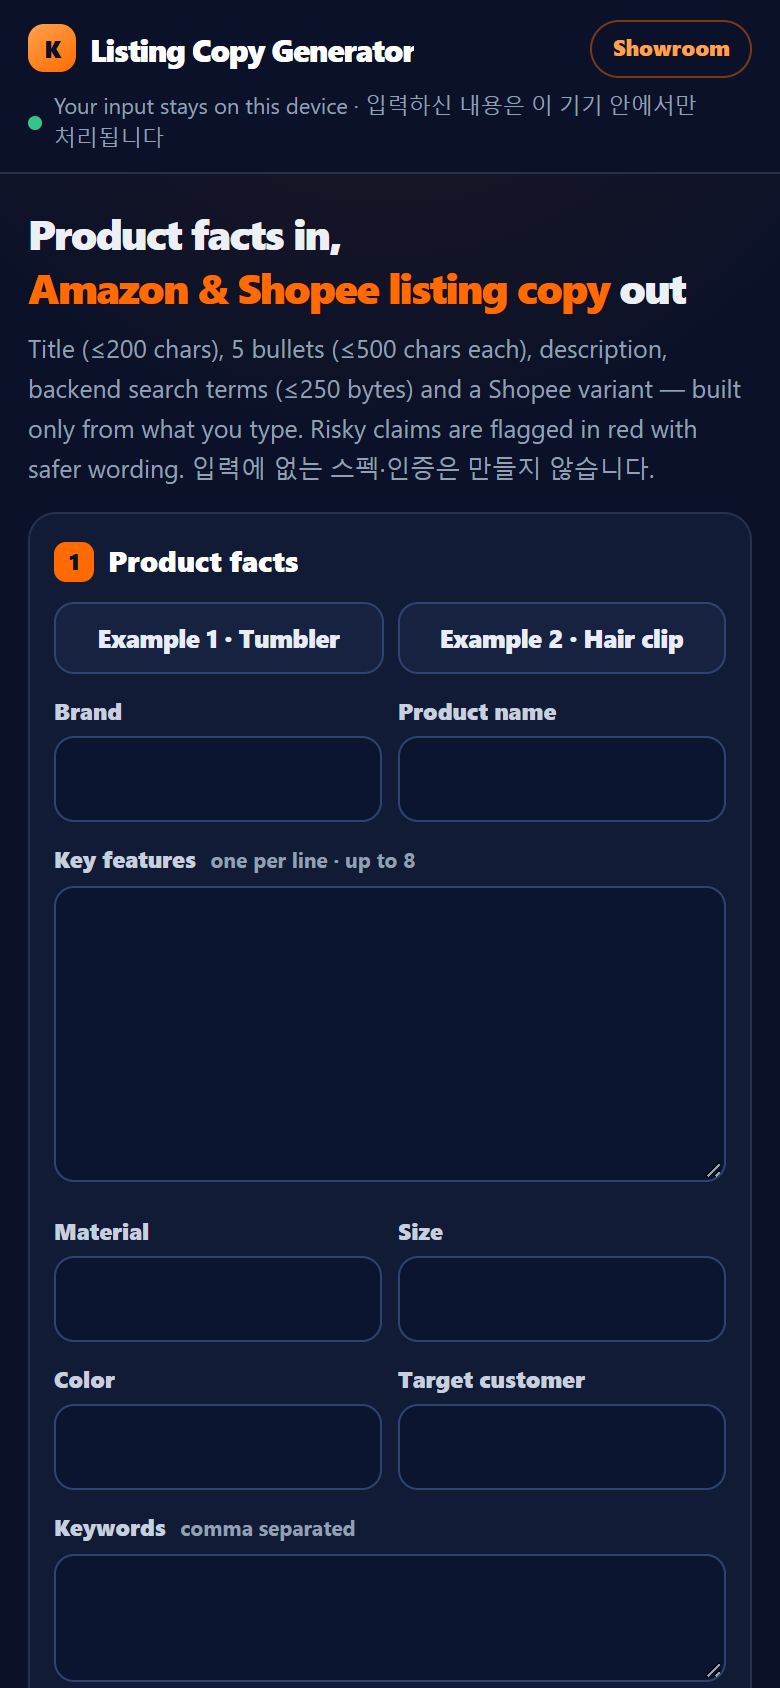 K Listing Copy Generator
Showroom
Your input stays on this device · 입력하신 내용은 이 기기 안에서만
처리됩니다
Product facts in,
Amazon & Shopee listing copy out
Title (≤200 chars), 5 bullets (≤500 chars each), description,
backend search terms (≤250 bytes) and a Shopee variant — built
only from what you type. Risky claims are flagged in red with
safer wording. 입력에 없는 스펙·인증은 만들지 않습니다.
1 Product facts
Example 1 · Tumbler
Example 2 · Hair clip
Brand
Product name
Key features one per line · up to 8
Material
Size
Color
Target customer
Keywords comma separated